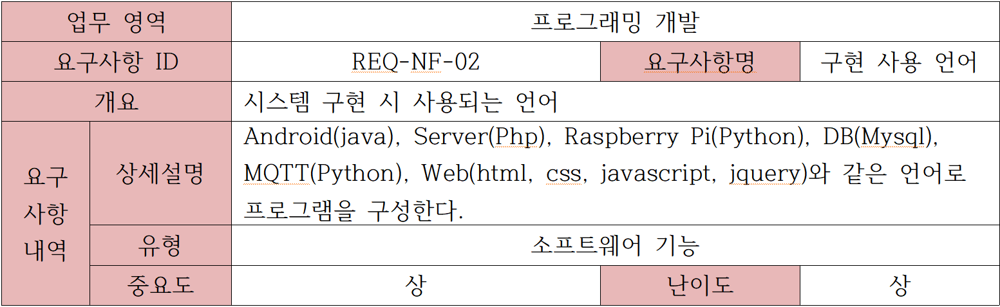 업무 영역 프로그래밍 개발
요구사항 ID REQ-NF-02 요구사항명 구현 사용 언어
개요 시스템 구현 시 사용되는 언어
요구
사항
내역
상세설명
Android(java), Server(Php), Raspberry Pi(Python), DB(Mysql),
MQTT(Python), Web(html, css, javascript, jquery)와 같은 언어로
프로그램을 구성한다.
유형 소프트웨어 기능
중요도 상 난이도 상